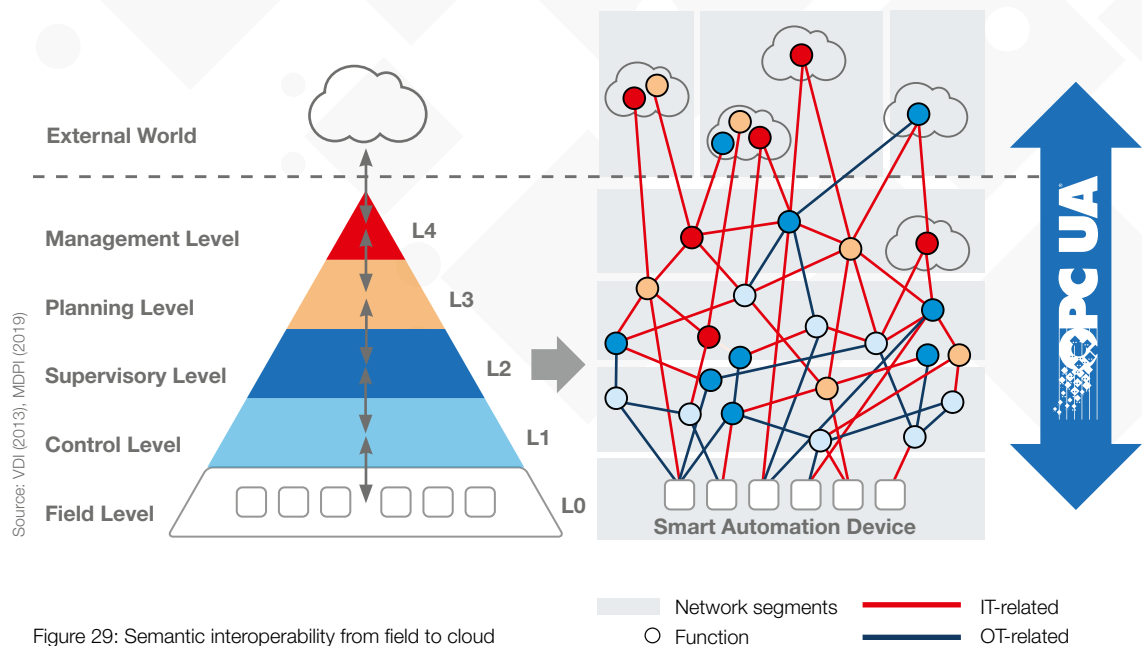 External World
Management Level
L4
Planning Level
L3
Supervisory Level
L2
Control Level
L1
Field Level
L0
Source: VDI (2013), MDPI (2019)
OPC UA
Smart Automation Device
Network segments
IT-related
Function
OT-related
Figure 29: Semantic interoperability from field to cloud